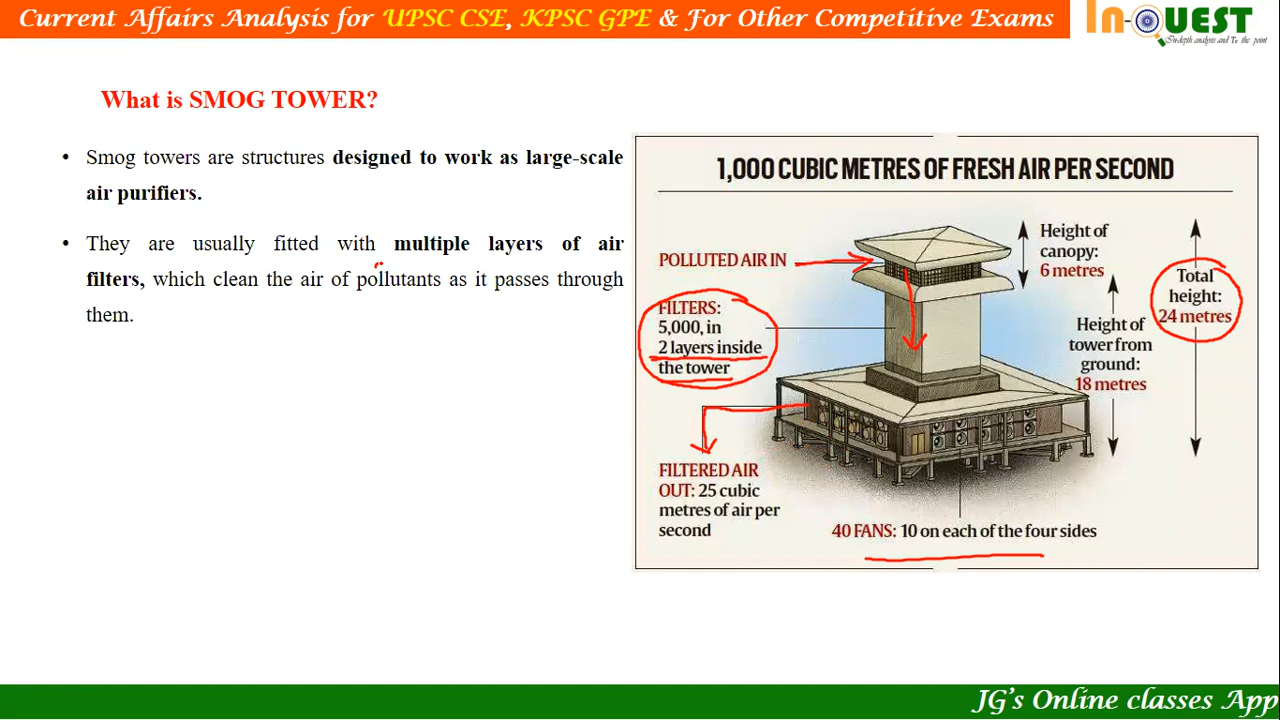 Current Affairs Analysis for UPSC CSE, KPSC GPE & For Other Competitive Exams
In-QUEST
In-depth analysis and To the point
What is SMOG TOWER?
• Smog towers are structures designed to work as large-scale
air purifiers.
• They are usually fitted with multiple layers of air
filters, which clean the air of pollutants as it passes through
them.
1,000 CUBIC METRES OF FRESH AIR PER SECOND
POLLUTED AIR IN
Height of
canopy:
6 metres
Total
height:
24 metres
FILTERS:
5,000, in
2 layers inside
the tower
Height of
tower from
ground:
18 metres
FILTERED AIR
OUT: 25 cubic
metres of air per
second
40 FANS: 10 on each of the four sides
JG's Online classes App